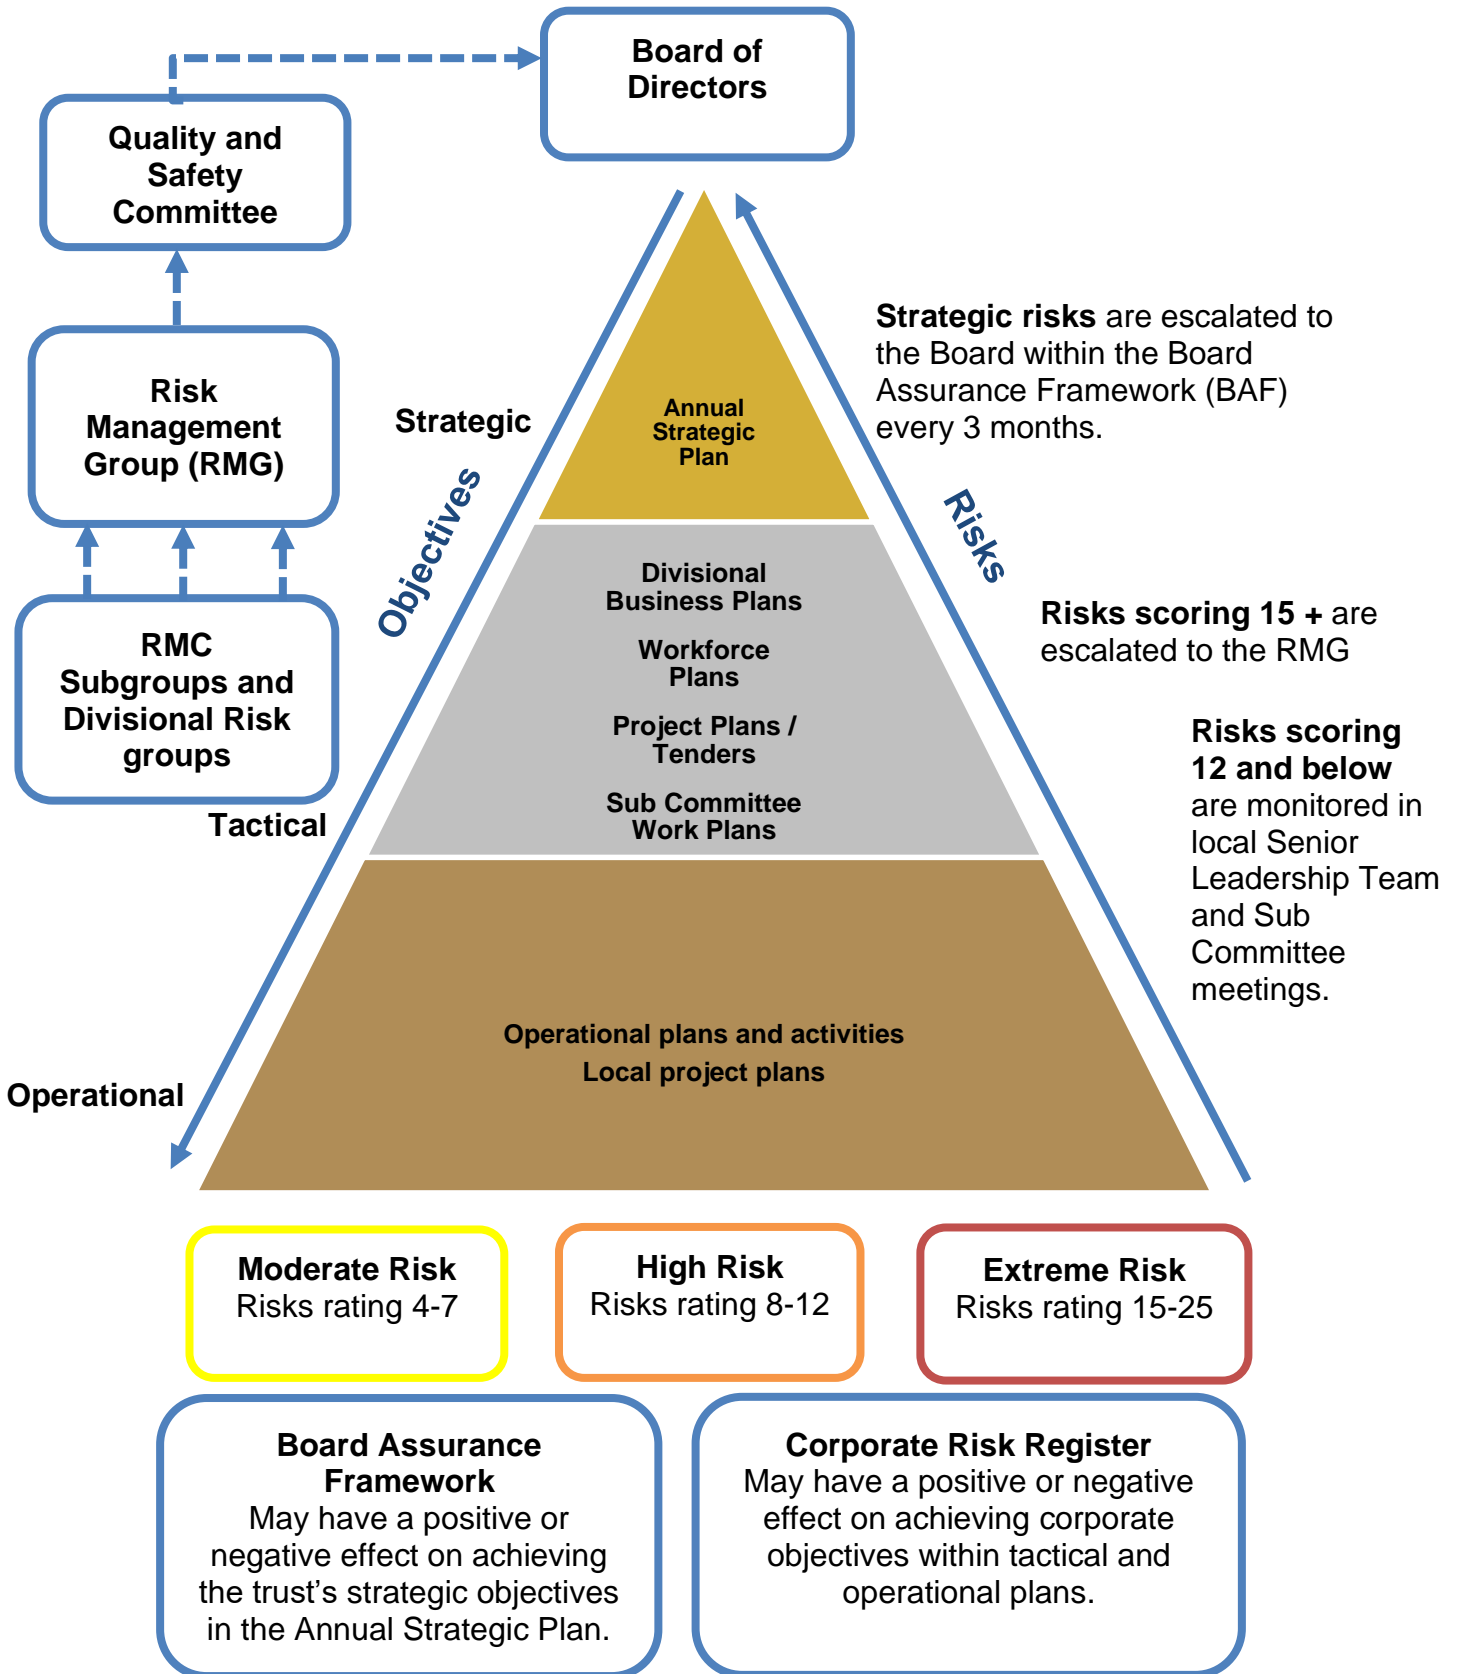 Board of
Directors
Quality and
Safety
Committee
Risk
Management
Group (RMG)
RMC
Subgroups and
Divisional Risk
groups
Strategic
Objectives
Tactical
Operational
Annual
Strategic
Plan
Divisional
Business Plans
Workforce
Plans
Project Plans /
Tenders
Sub Committee
Work Plans
Operational plans and activities
Local project plans
Risks
Strategic risks are escalated to
the Board within the Board
Assurance Framework (BAF)
every 3 months.
Risks scoring 15 + are
escalated to the RMG
Risks scoring
12 and below
are monitored in
local Senior
Leadership Team
and Sub
Committee
meetings.
Moderate Risk
Risks rating 4-7
High Risk
Risks rating 8-12
Extreme Risk
Risks rating 15-25
Board Assurance
Framework
May have a positive or
negative effect on achieving
the trust’s strategic objectives
in the Annual Strategic Plan.
Corporate Risk Register
May have a positive or negative
effect on achieving corporate
objectives within tactical and
operational plans.